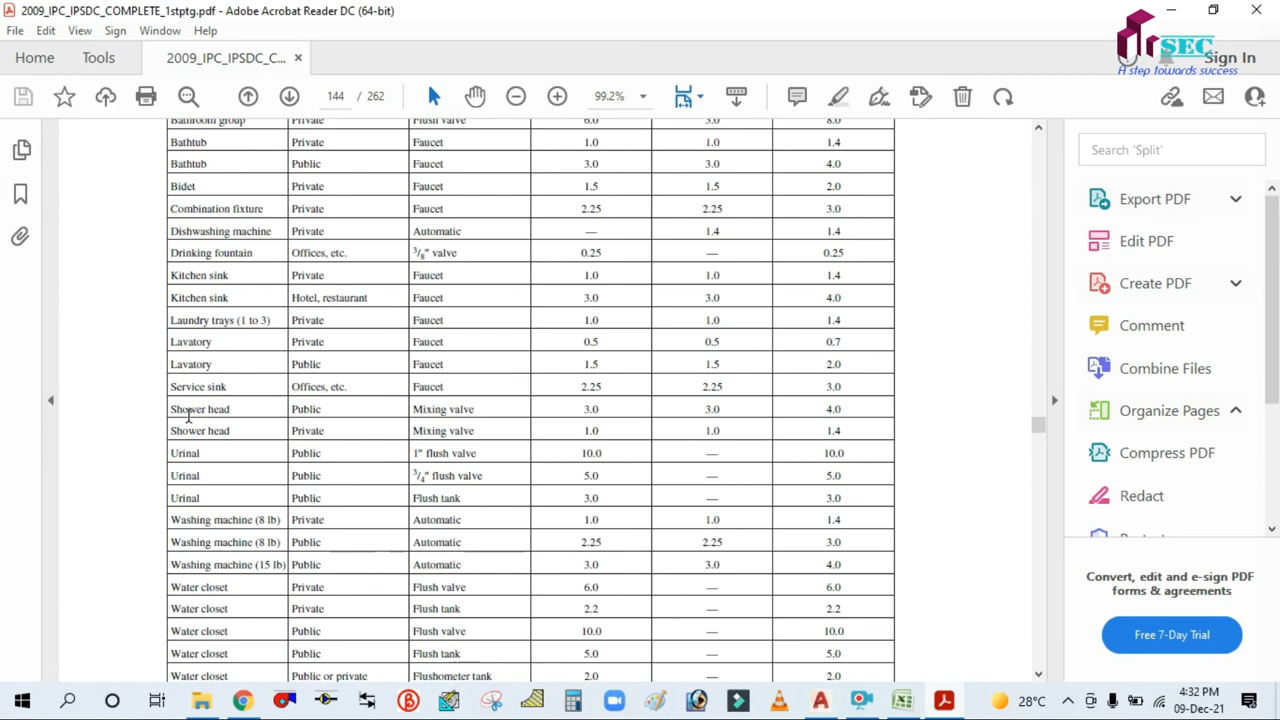 2009_IPC_IPSDC_COMPLETE_1stptg.pdf - Adobe Acrobat Reader DC (64-bit)
File Edit View Sign Window Help
SEC
A step towards success
Home Tools 2009_IPC_IPSDC_C... × Sign In
144 / 262 99.2%
Bathroom group Private Flush valve 6.0 3.0 8.0
Bathtub Private Faucet 1.0 1.0 1.4
Bathtub Public Faucet 3.0 3.0 4.0
Bidet Private Faucet 1.5 1.5 2.0
Combination fixture Private Faucet 2.25 2.25 3.0
Dishwashing machine Private Automatic — 1.4 1.4
Drinking fountain Offices, etc. 3/8" valve 0.25 — 0.25
Kitchen sink Private Faucet 1.0 1.0 1.4
Kitchen sink Hotel, restaurant Faucet 3.0 3.0 4.0
Laundry trays (1 to 3) Private Faucet 1.0 1.0 1.4
Lavatory Private Faucet 0.5 0.5 0.7
Lavatory Public Faucet 1.5 1.5 2.0
Service sink Offices, etc. Faucet 2.25 2.25 3.0
Shower head Public Mixing valve 3.0 3.0 4.0
Shower head Private Mixing valve 1.0 1.0 1.4
Urinal Public 1" flush valve 10.0 — 10.0
Urinal Public 3/4" flush valve 5.0 — 5.0
Urinal Public Flush tank 3.0 — 3.0
Washing machine (8 lb) Private Automatic 1.0 1.0 1.4
Washing machine (8 lb) Public Automatic 2.25 2.25 3.0
Washing machine (15 lb) Public Automatic 3.0 3.0 4.0
Water closet Private Flush valve 6.0 — 6.0
Water closet Private Flush tank 2.2 — 2.2
Water closet Public Flush valve 10.0 — 10.0
Water closet Public Flush tank 5.0 — 5.0
Water closet Public or private Flushometer tank 2.0 — 2.0
Search 'Split'
Export PDF
Edit PDF
Create PDF
Comment
Combine Files
Organize Pages
Compress PDF
Redact
Convert, edit and e-sign PDF
forms & agreements
Free 7-Day Trial
28°C
4:32 PM
09-Dec-21